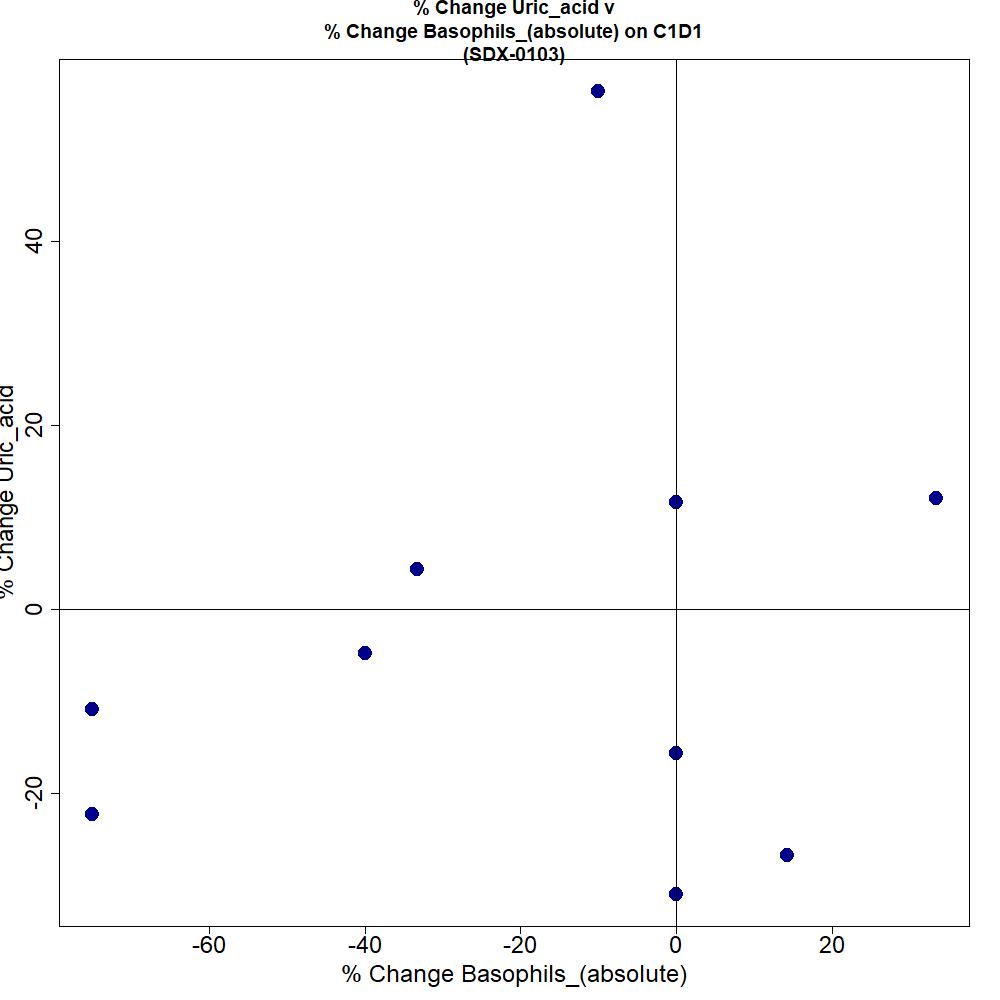 % Change Uric_acid v
% Change Basophils_(absolute) on C1D1
(SDX-0103)
% Change Uric_acid
40
20
0
-20
-60
-40
-20
0
20
% Change Basophils_(absolute)